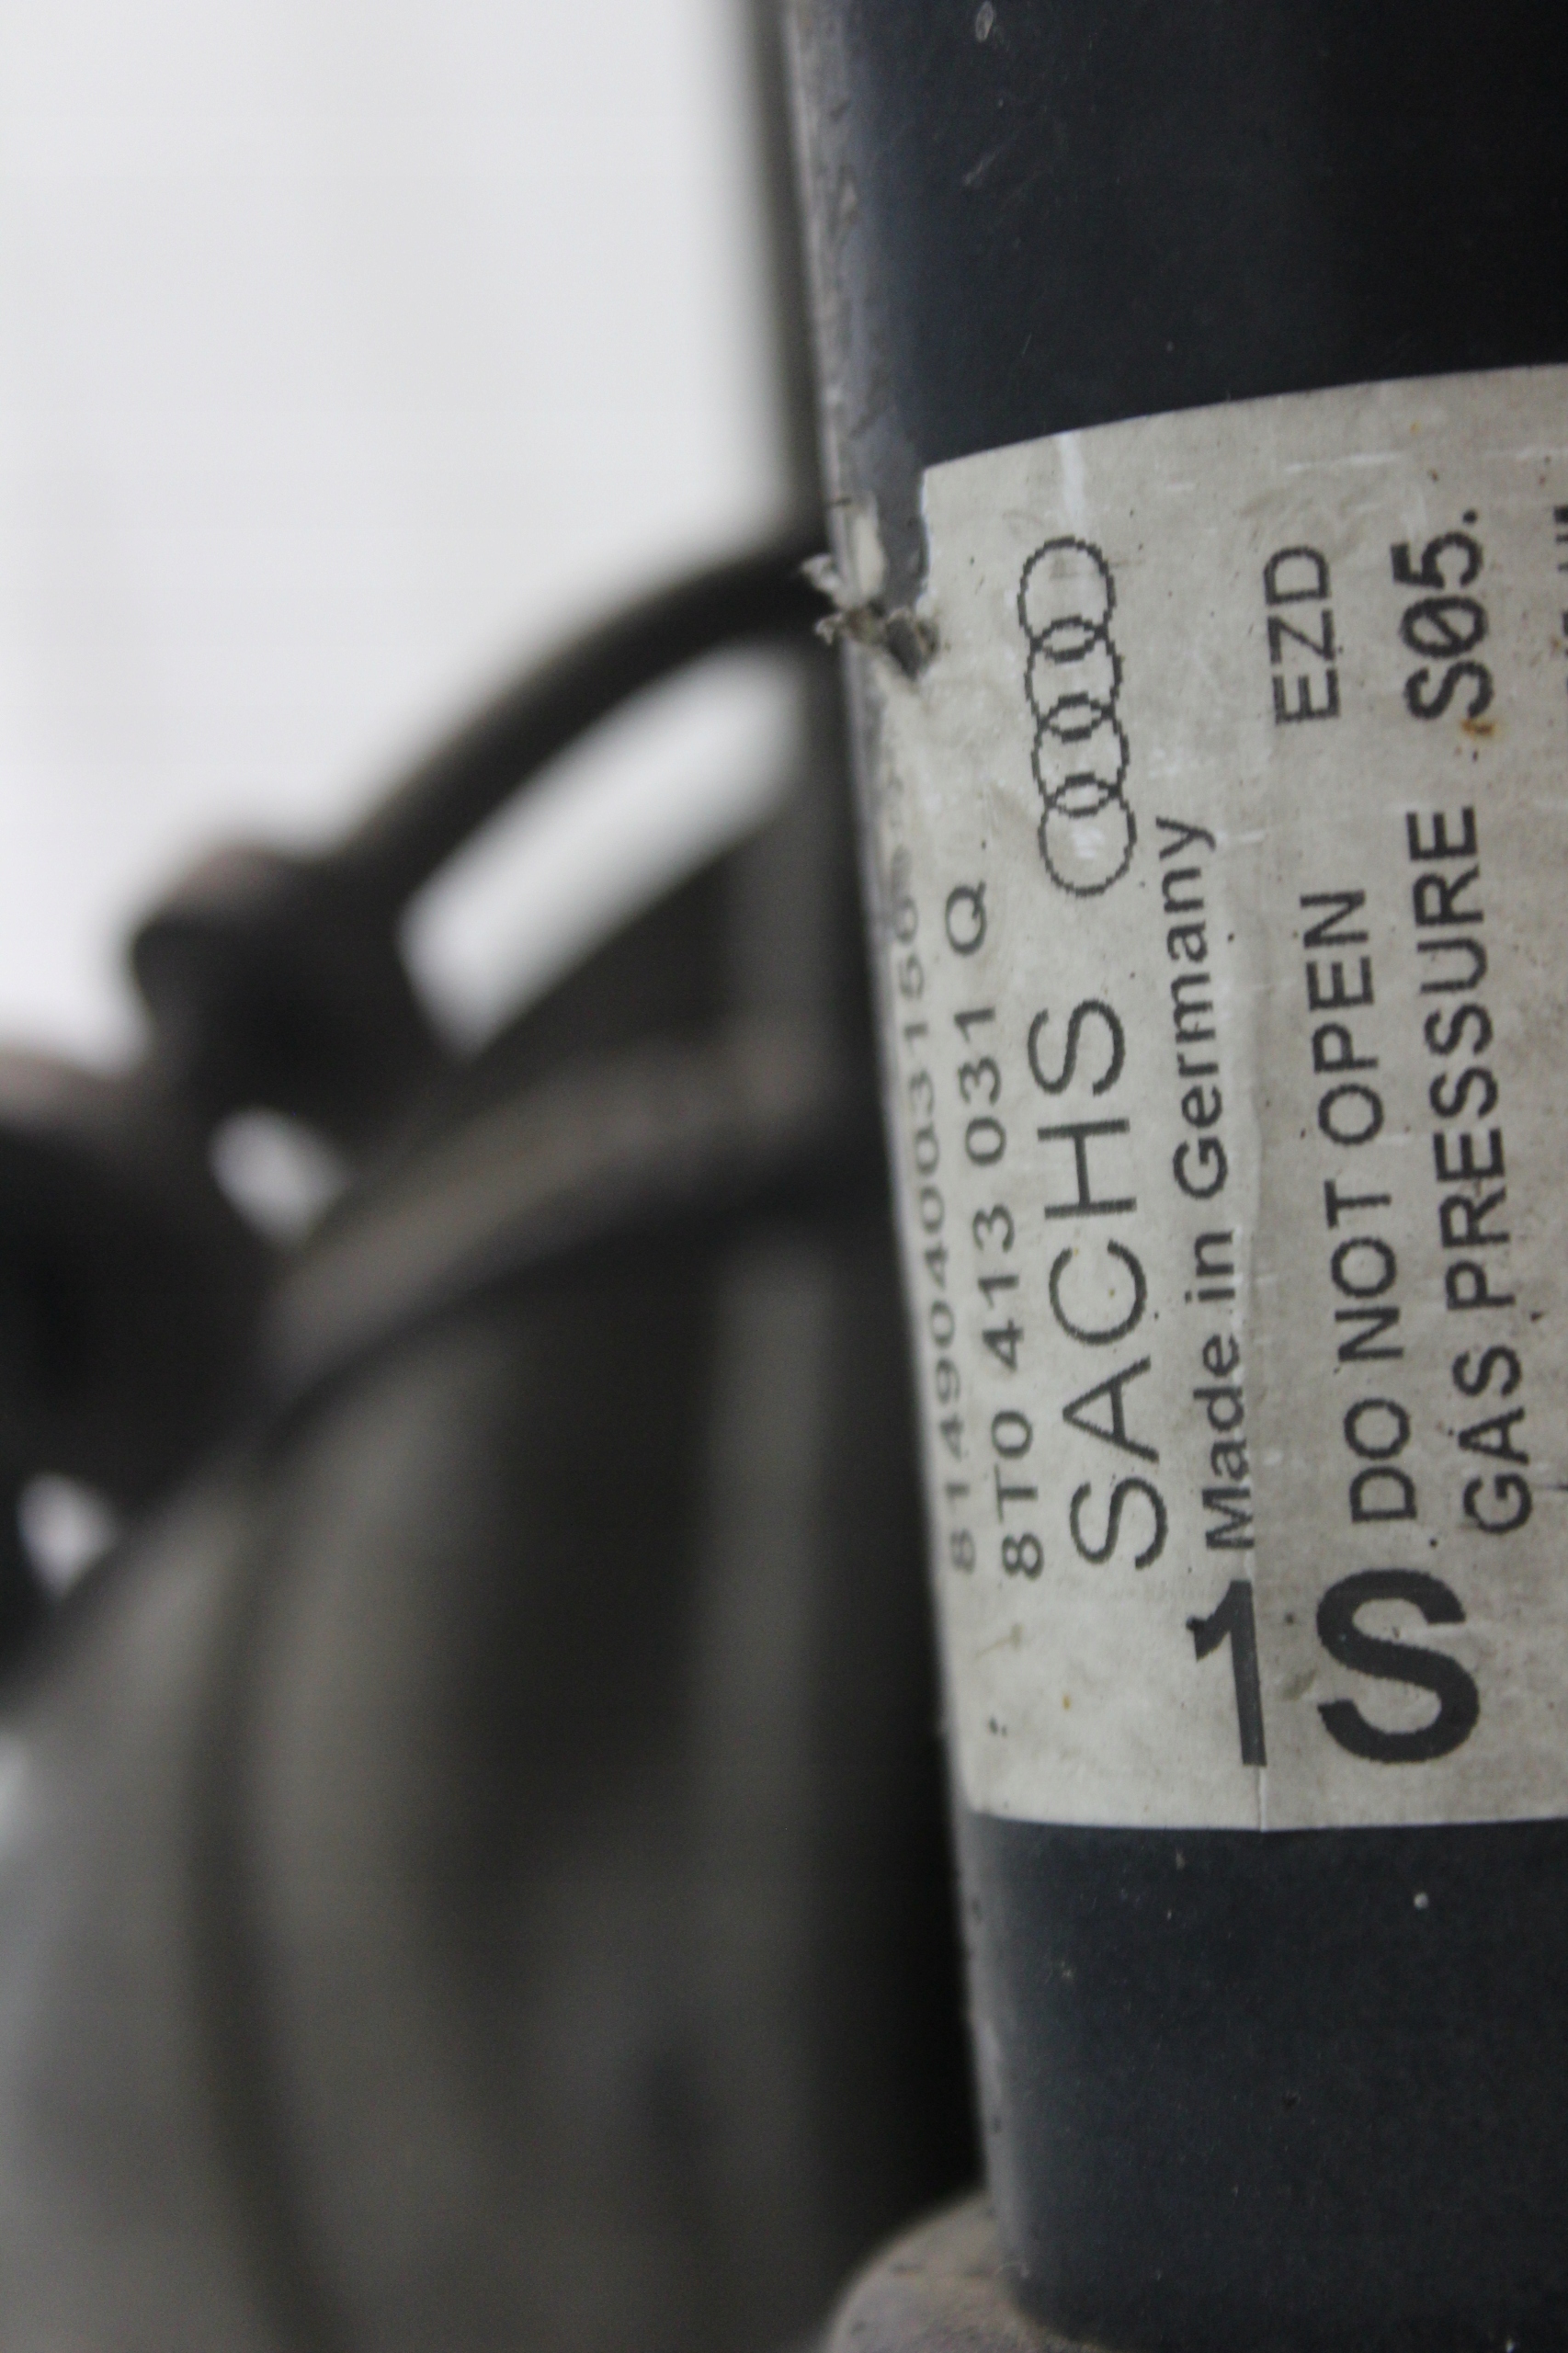 8T0 413 031 Q
SACHS
Made in Germany
EZD
1S
DO NOT OPEN
GAS PRESSURE S05.